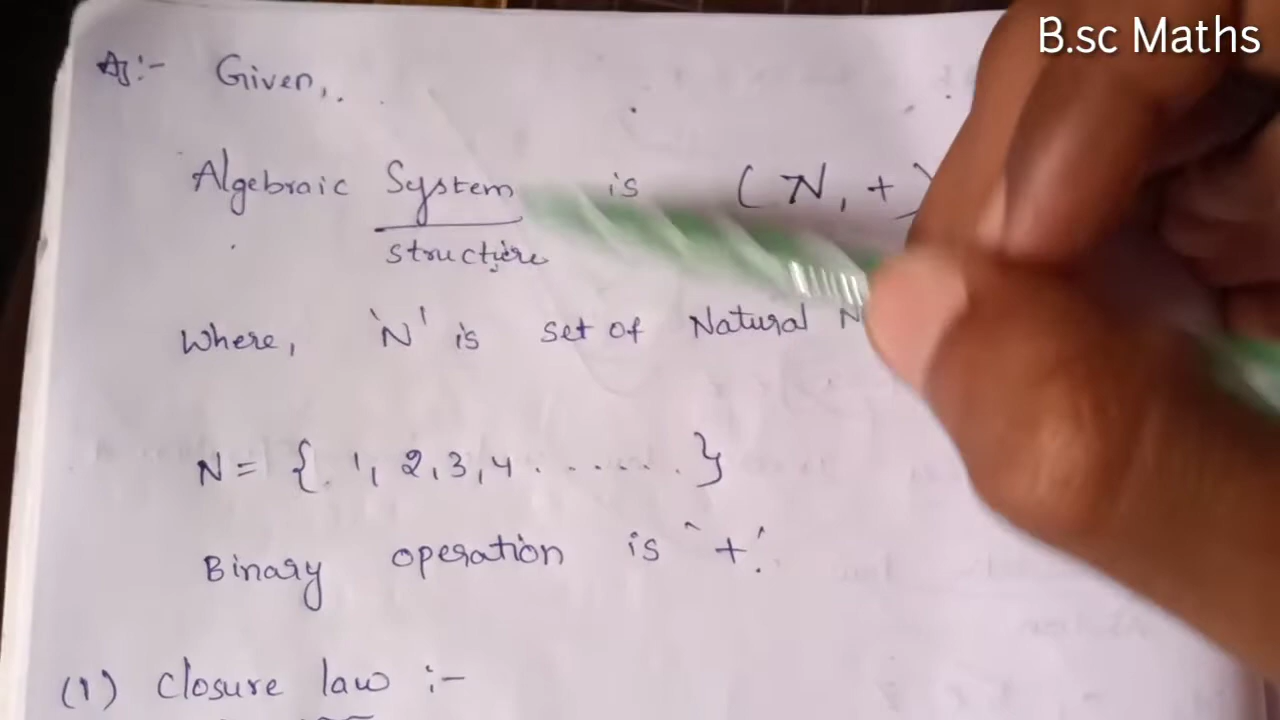 B.sc Maths
Given,
Algebraic System is (N, +)
structure
Where, 'N' is set of Natural N
N = { 1, 2, 3, 4 . . . . . . }
Binary operation is '+'.
(1) closure law :-